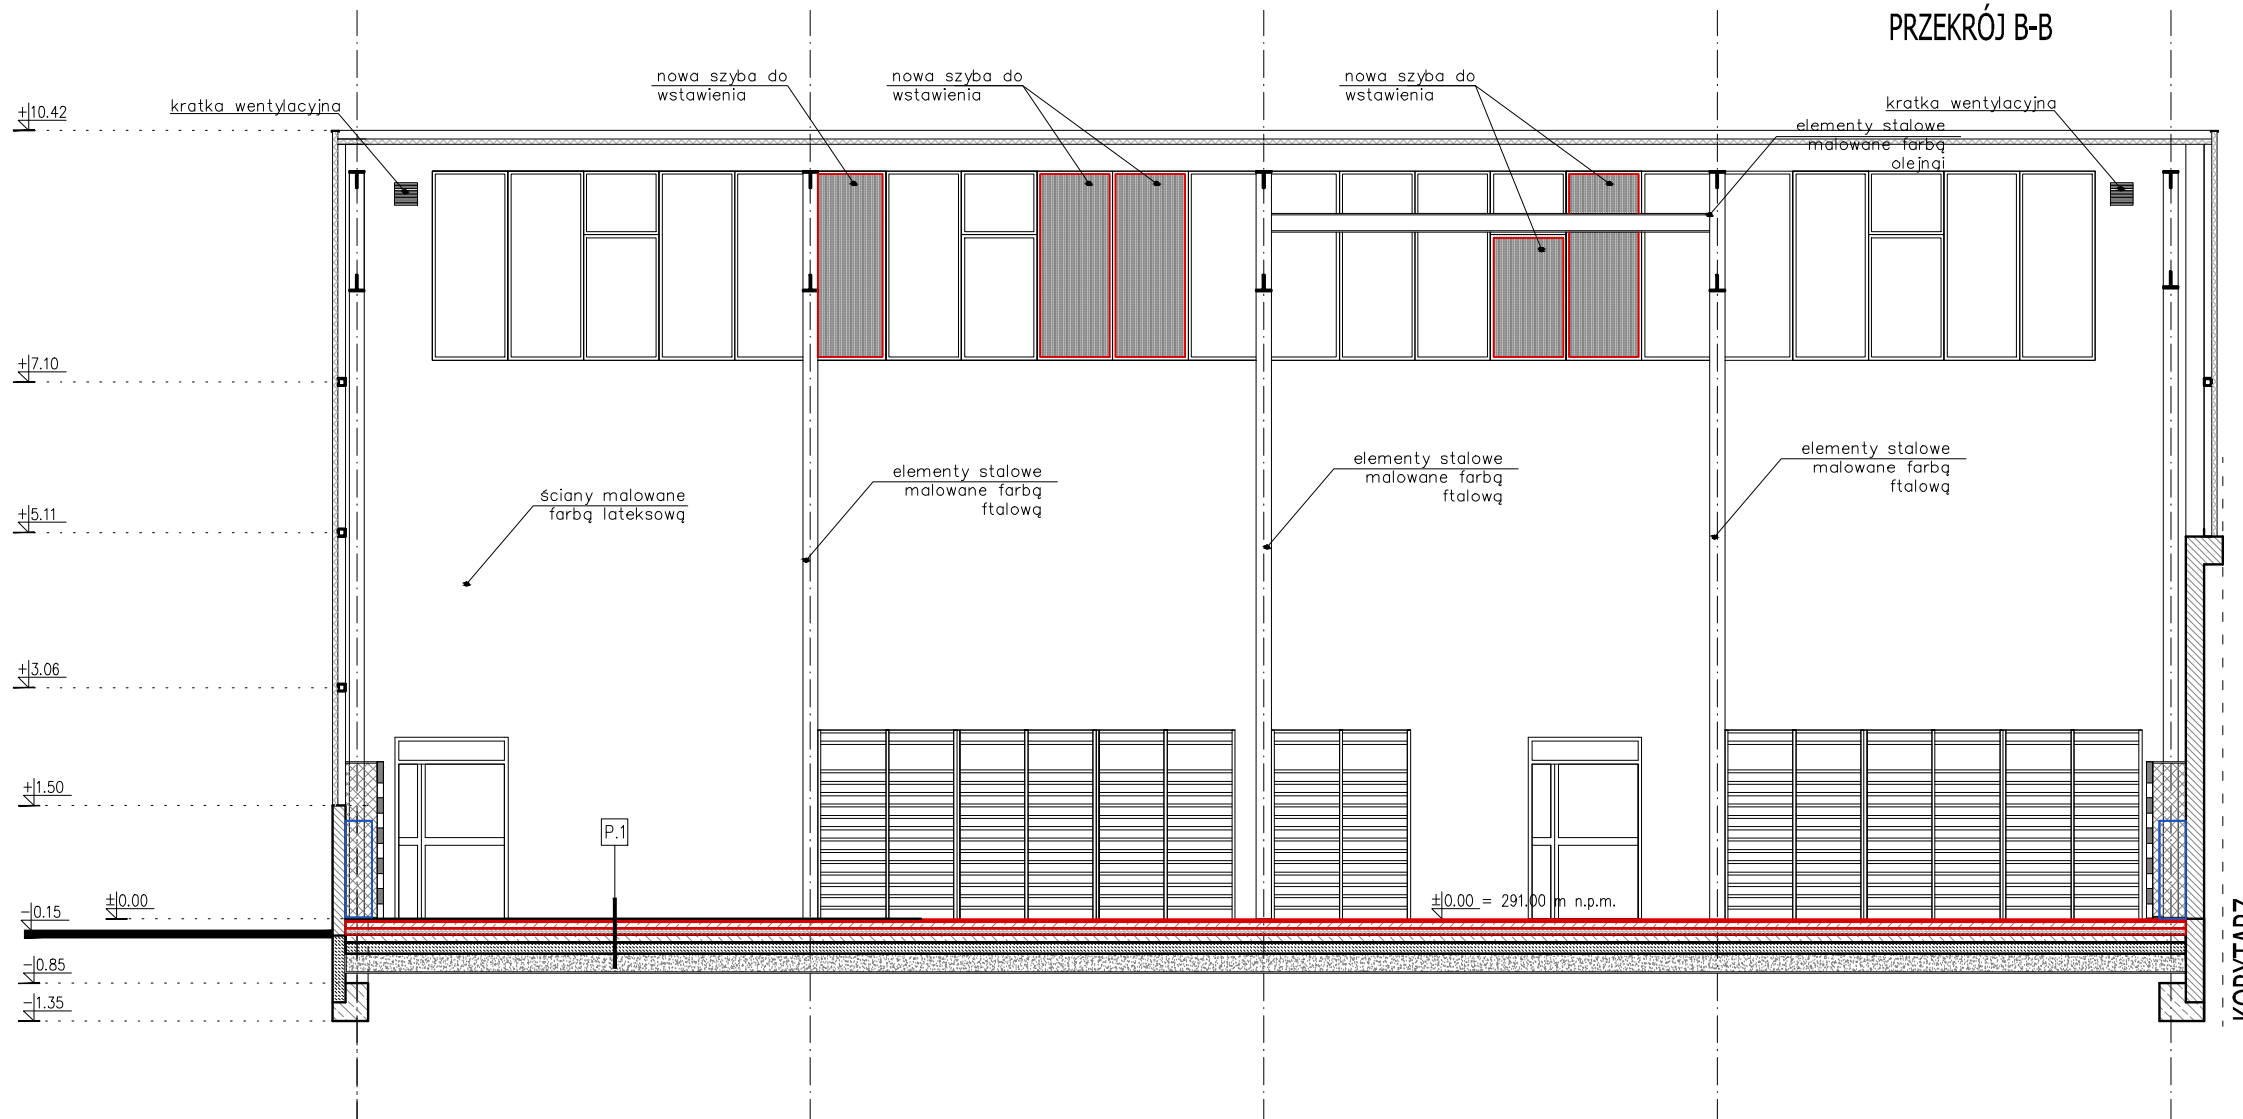 PRZEKRÓJ B-B
nowa szyba do
wstawienia
nowa szyba do
wstawienia
nowa szyba do
wstawienia
kratka wentylacyjna
kratka wentylacyjna
elementy stalowe
malowane farbą
olejnąi
+10.42
+7.10
+5.11
+3.06
+1.50
±0.00
-0.15
-0.85
-1.35
ściany malowane
farbą lateksową
elementy stalowe
malowane farbą
ftalową
elementy stalowe
malowane farbą
ftalową
elementy stalowe
malowane farbą
ftalową
P.1
±0.00 = 291.00 m n.p.m.
KORYTARZ